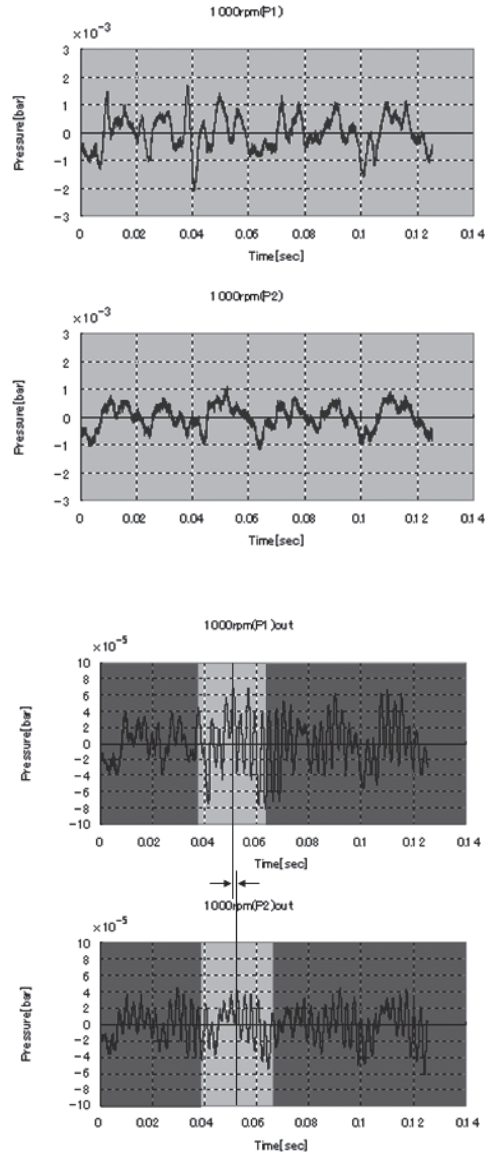 1000rpm(P1)
×10⁻³
3
2
1
0
-1
-2
-3
Pressure[bar]
0 0.02 0.04 0.06 0.08 0.1 0.12 0.14
Time[sec]
1000rpm(P2)
×10⁻³
3
2
1
0
-1
-2
-3
Pressure[bar]
0 0.02 0.04 0.06 0.08 0.1 0.12 0.14
Time[sec]
1000rpm(P1)out
×10⁻⁵
10
8
6
4
2
0
-2
-4
-6
-8
-10
Pressure[bar]
0 0.02 0.04 0.06 0.08 0.1 0.12 0.14
Time[sec]
1000rpm(P2)out
×10⁻⁵
10
8
6
4
2
0
-2
-4
-6
-8
-10
Pressure[bar]
0 0.02 0.04 0.06 0.08 0.1 0.12 0.14
Time[sec]